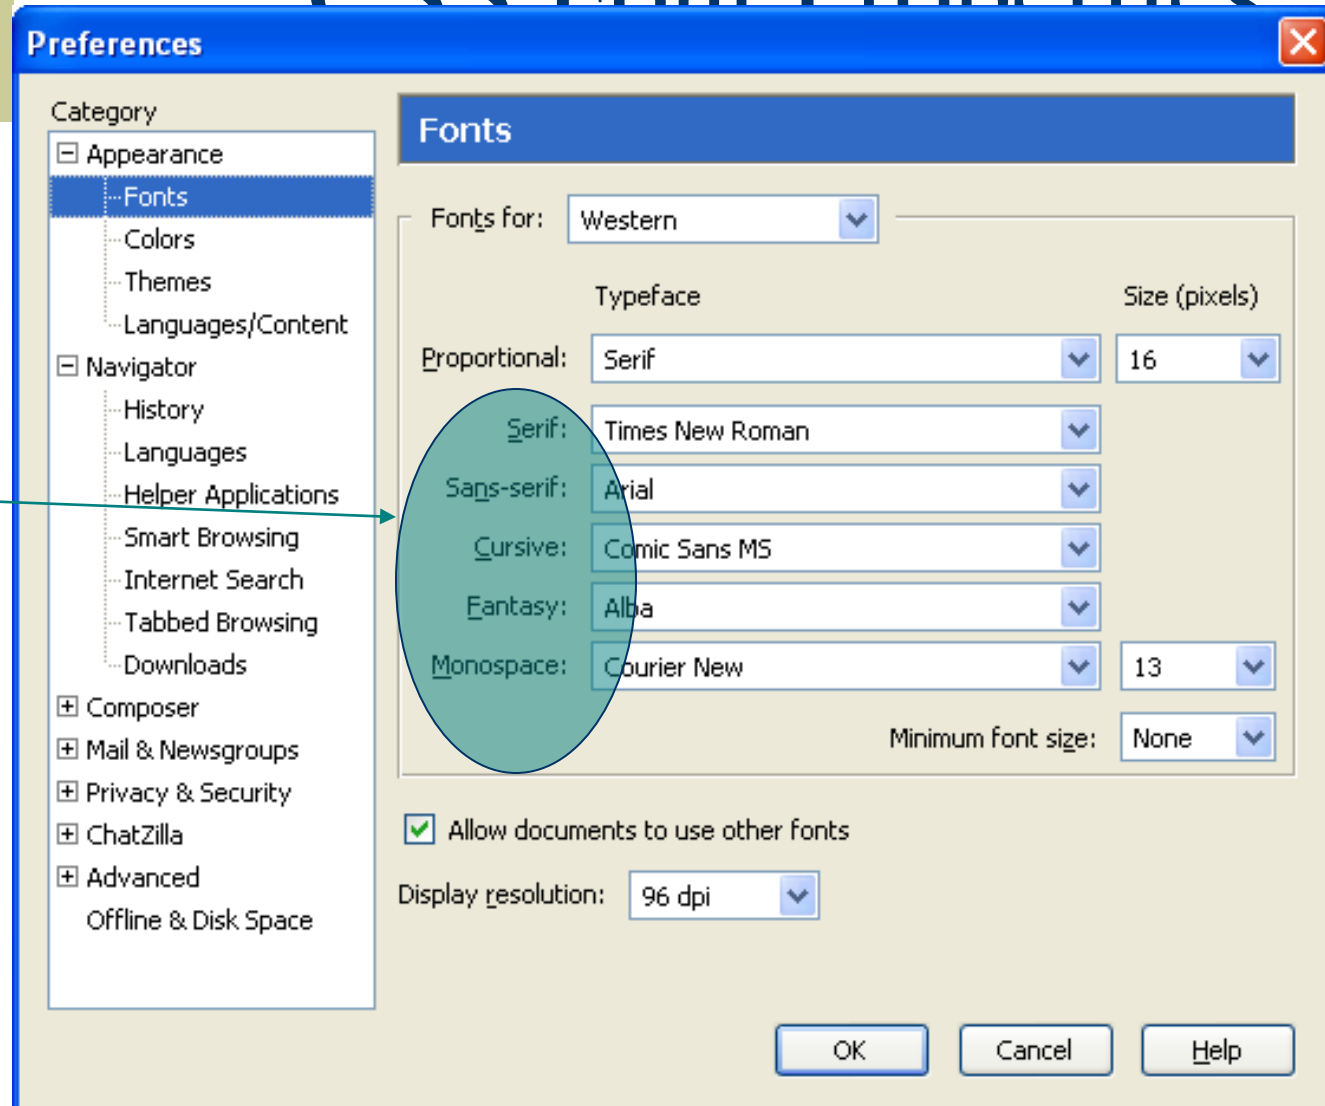 Preferences
Category
Appearance
Fonts
Colors
Themes
Languages/Content
Navigator
History
Languages
Helper Applications
Smart Browsing
Internet Search
Tabbed Browsing
Downloads
Composer
Mail & Newsgroups
Privacy & Security
ChatZilla
Advanced
Offline & Disk Space
Fonts
Fonts for: Western
Typeface Size (pixels)
Proportional: Serif 16
Serif: Times New Roman
Sans-serif: Arial
Cursive: Comic Sans MS
Fantasy: Alba
Monospace: Courier New 13
Minimum font size: None
Allow documents to use other fonts
Display resolution: 96 dpi
OK Cancel Help